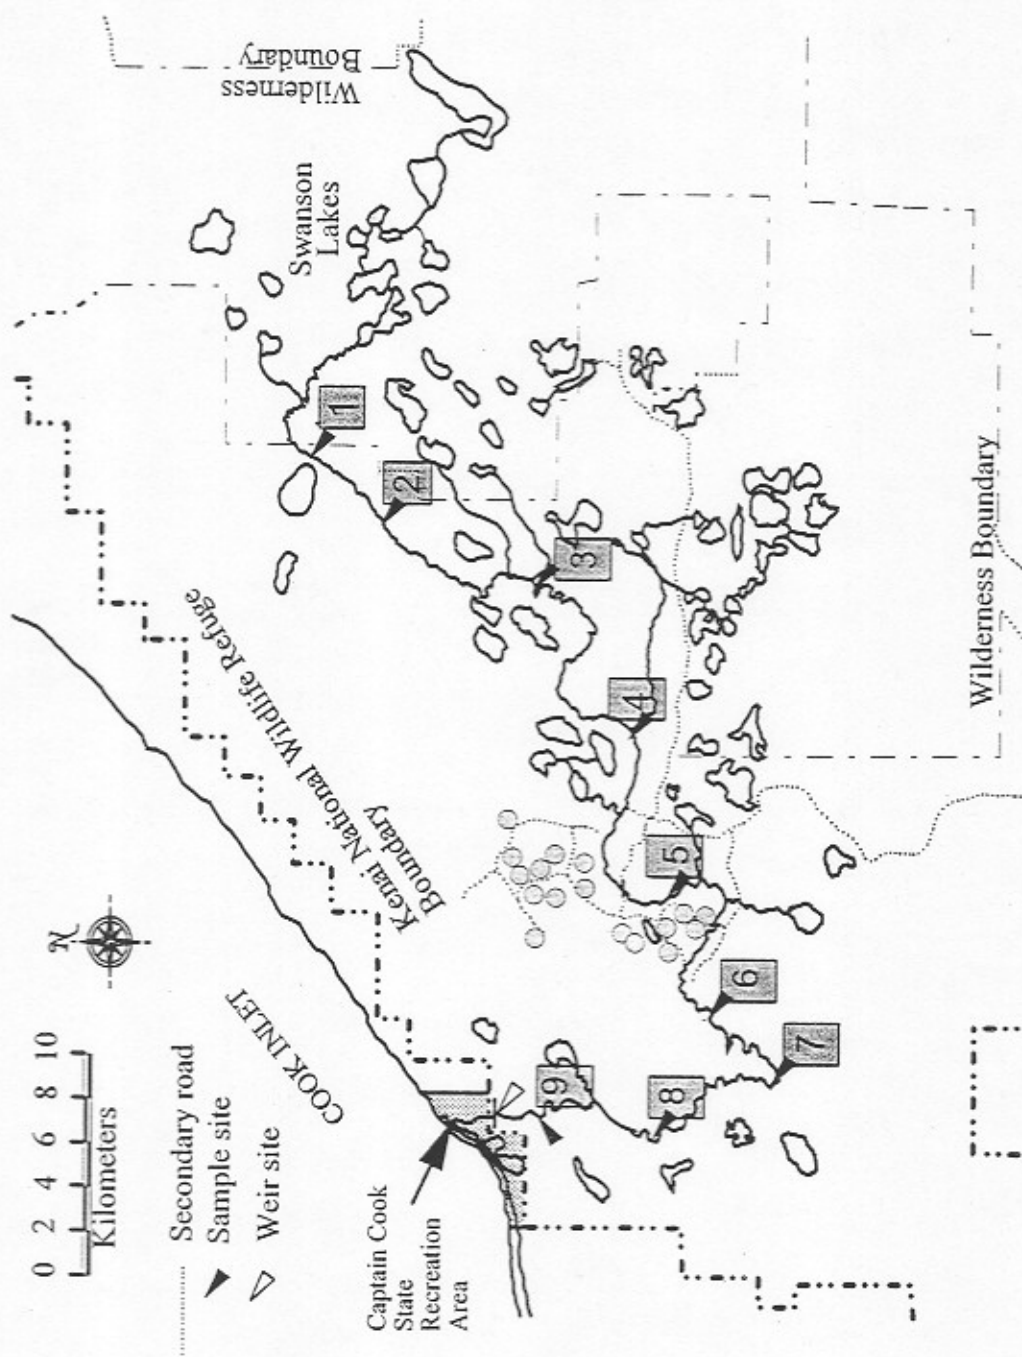 Wilderness
Boundary
Swanson
Lakes
1
2
3
4
5
6
7
8
9
Kenai National Wildlife Refuge
Boundary
Wilderness Boundary
N
COOK INLET
0 2 4 6 8 10
Kilometers
Secondary road
Sample site
Weir site
Captain Cook
State
Recreation
Area